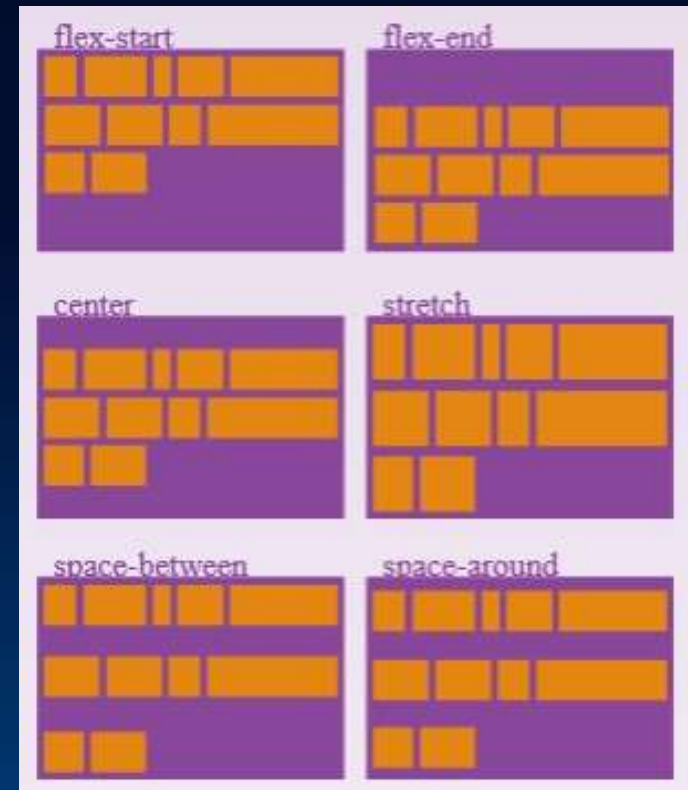 flex-start
flex-end
center
stretch
space-between
space-around